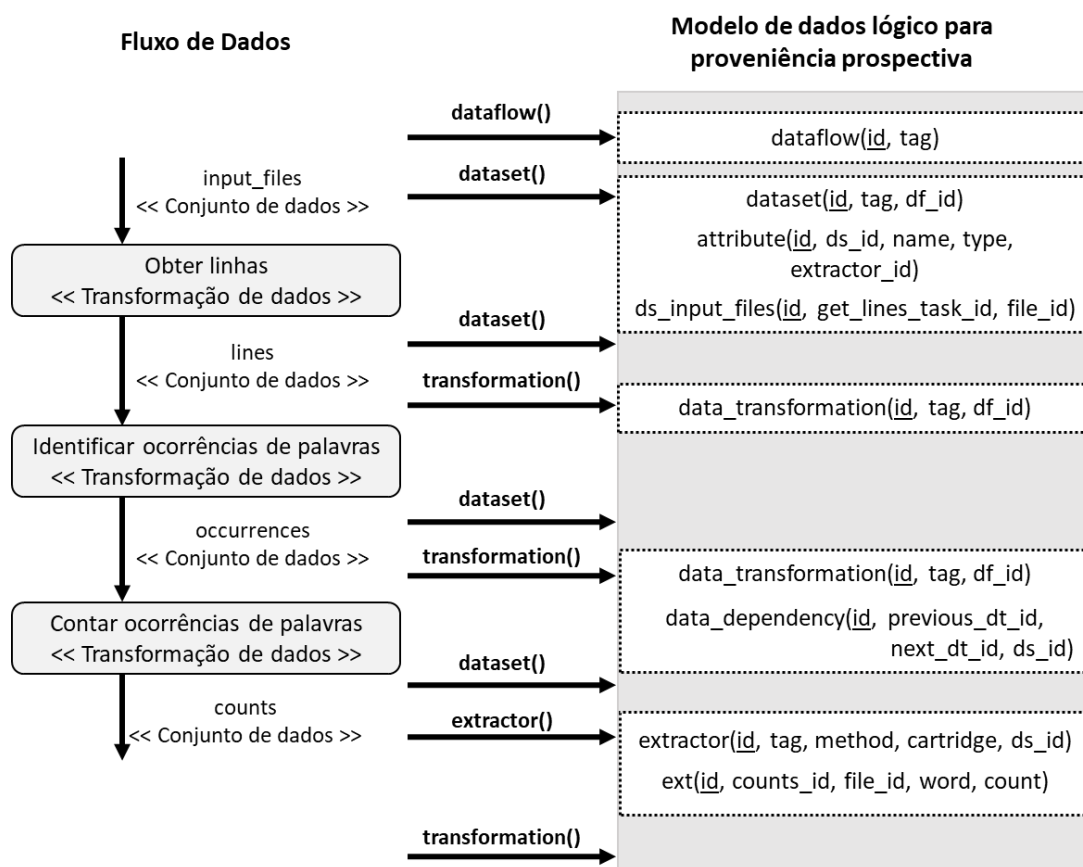 Fluxo de Dados
Modelo de dados lógico para
proveniência prospectiva
dataflow()
dataflow(id, tag)
input_files
<< Conjunto de dados >>
dataset()
dataset(id, tag, df_id)
attribute(id, ds_id, name, type,
extractor_id)
ds_input_files(id, get_lines_task_id, file_id)
Obter linhas
<< Transformação de dados >>
dataset()
lines
<< Conjunto de dados >>
transformation()
data_transformation(id, tag, df_id)
Identificar ocorrências de palavras
<< Transformação de dados >>
dataset()
occurrences
<< Conjunto de dados >>
transformation()
data_transformation(id, tag, df_id)
data_dependency(id, previous_dt_id,
next_dt_id, ds_id)
Contar ocorrências de palavras
<< Transformação de dados >>
dataset()
counts
<< Conjunto de dados >>
extractor()
extractor(id, tag, method, cartridge, ds_id)
ext(id, counts_id, file_id, word, count)
transformation()